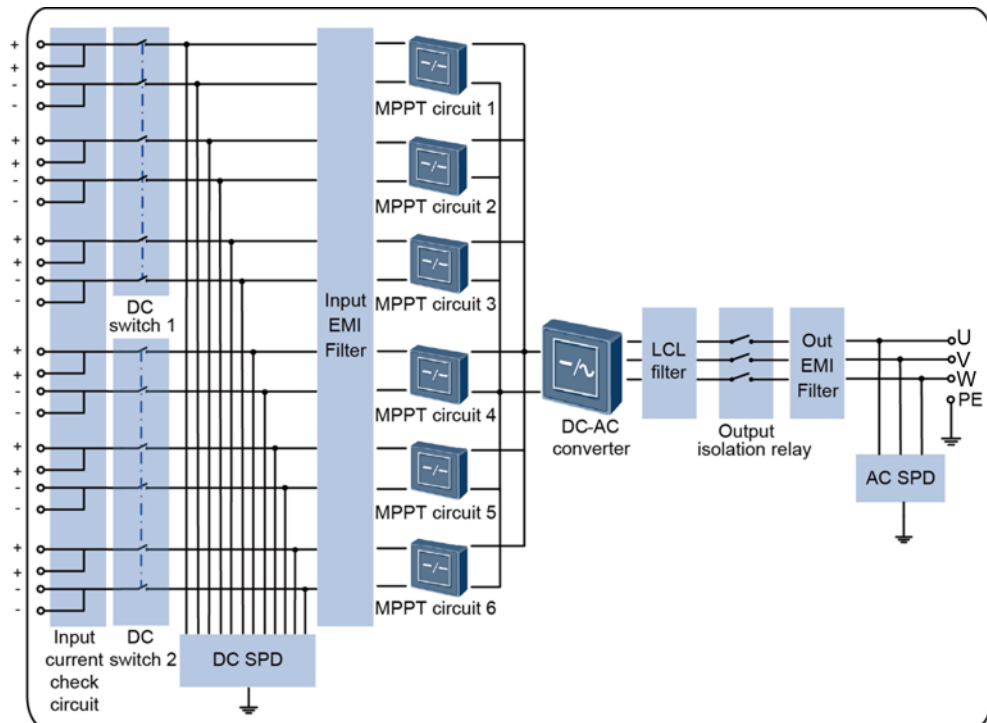 +
+
-
-
MPPT circuit 1
+
+
-
-
MPPT circuit 2
+
+
-
-
MPPT circuit 3
DC
switch 1
Input
EMI
Filter
+
+
-
-
MPPT circuit 4
DC-AC
converter
LCL
filter
Output
isolation relay
Out
EMI
Filter
U
V
W
PE
AC SPD
+
+
-
-
MPPT circuit 5
+
+
-
-
MPPT circuit 6
Input
current
check
circuit
DC
switch 2
DC SPD